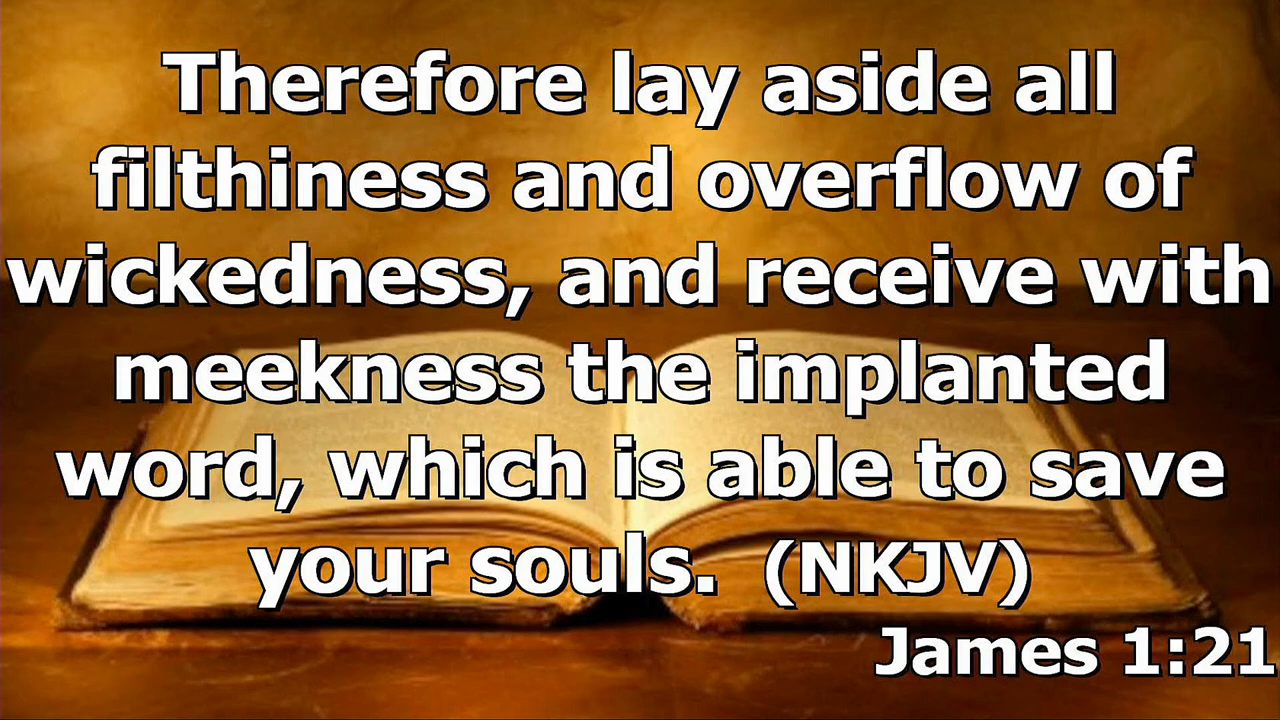 Therefore lay aside all
filthiness and overflow of
wickedness, and receive with
meekness the implanted
word, which is able to save
your souls. (NKJV)
James 1:21